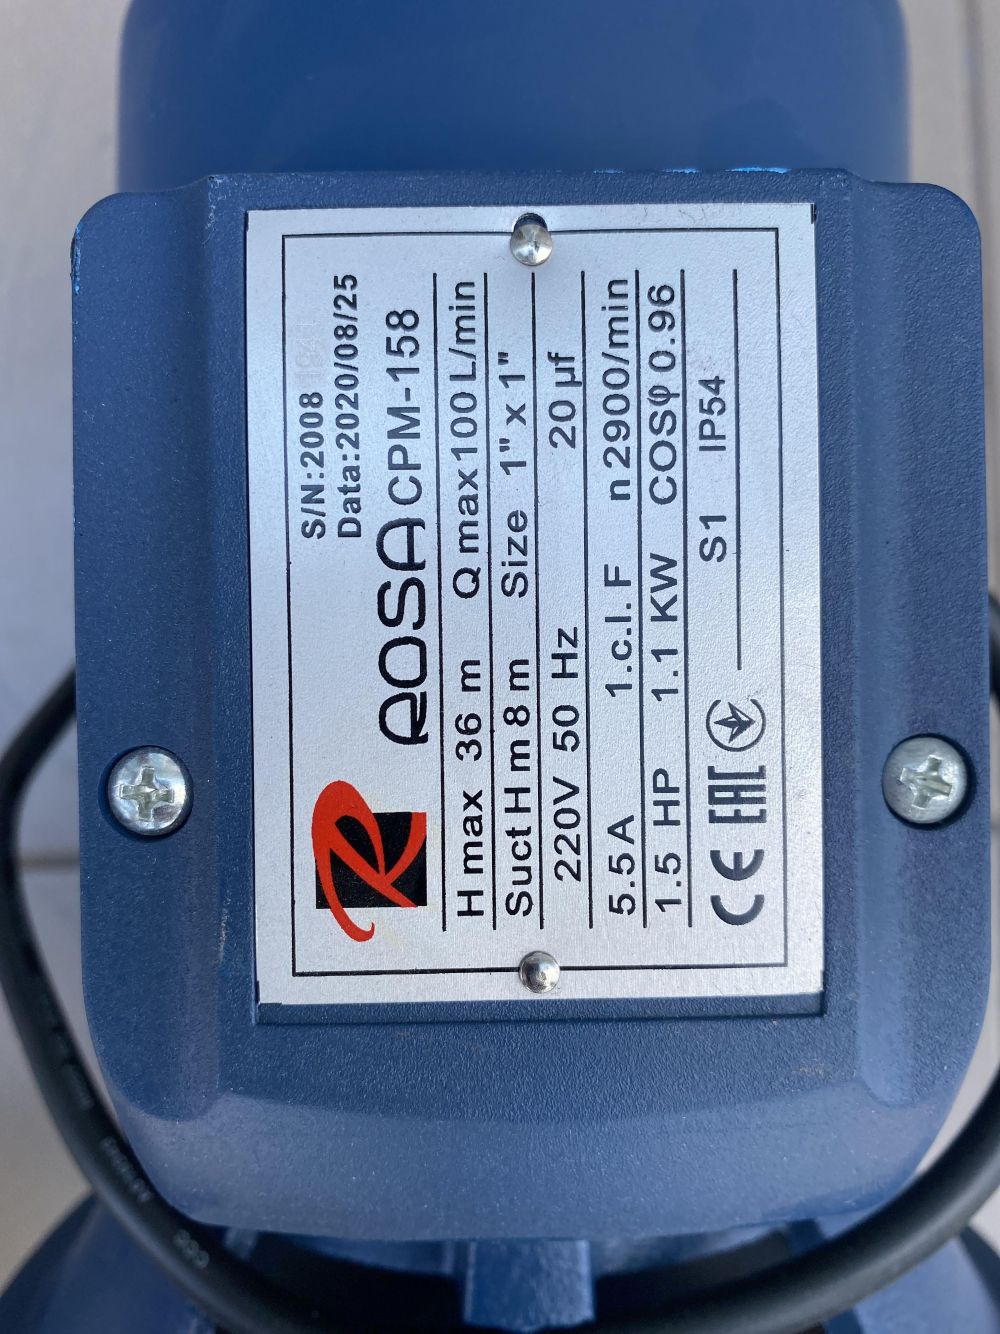 S/N:2008
Data:2020/08/25
ROSA CPM-158
H max 36 m Q max 100 L/min
Suct H m 8 m Size 1" x 1"
220V 50 Hz 20 µf
5.5 A 1.c.l. F n 2900/min
1.5 HP 1.1 KW COSφ 0.96
CE EAC S1 IP54